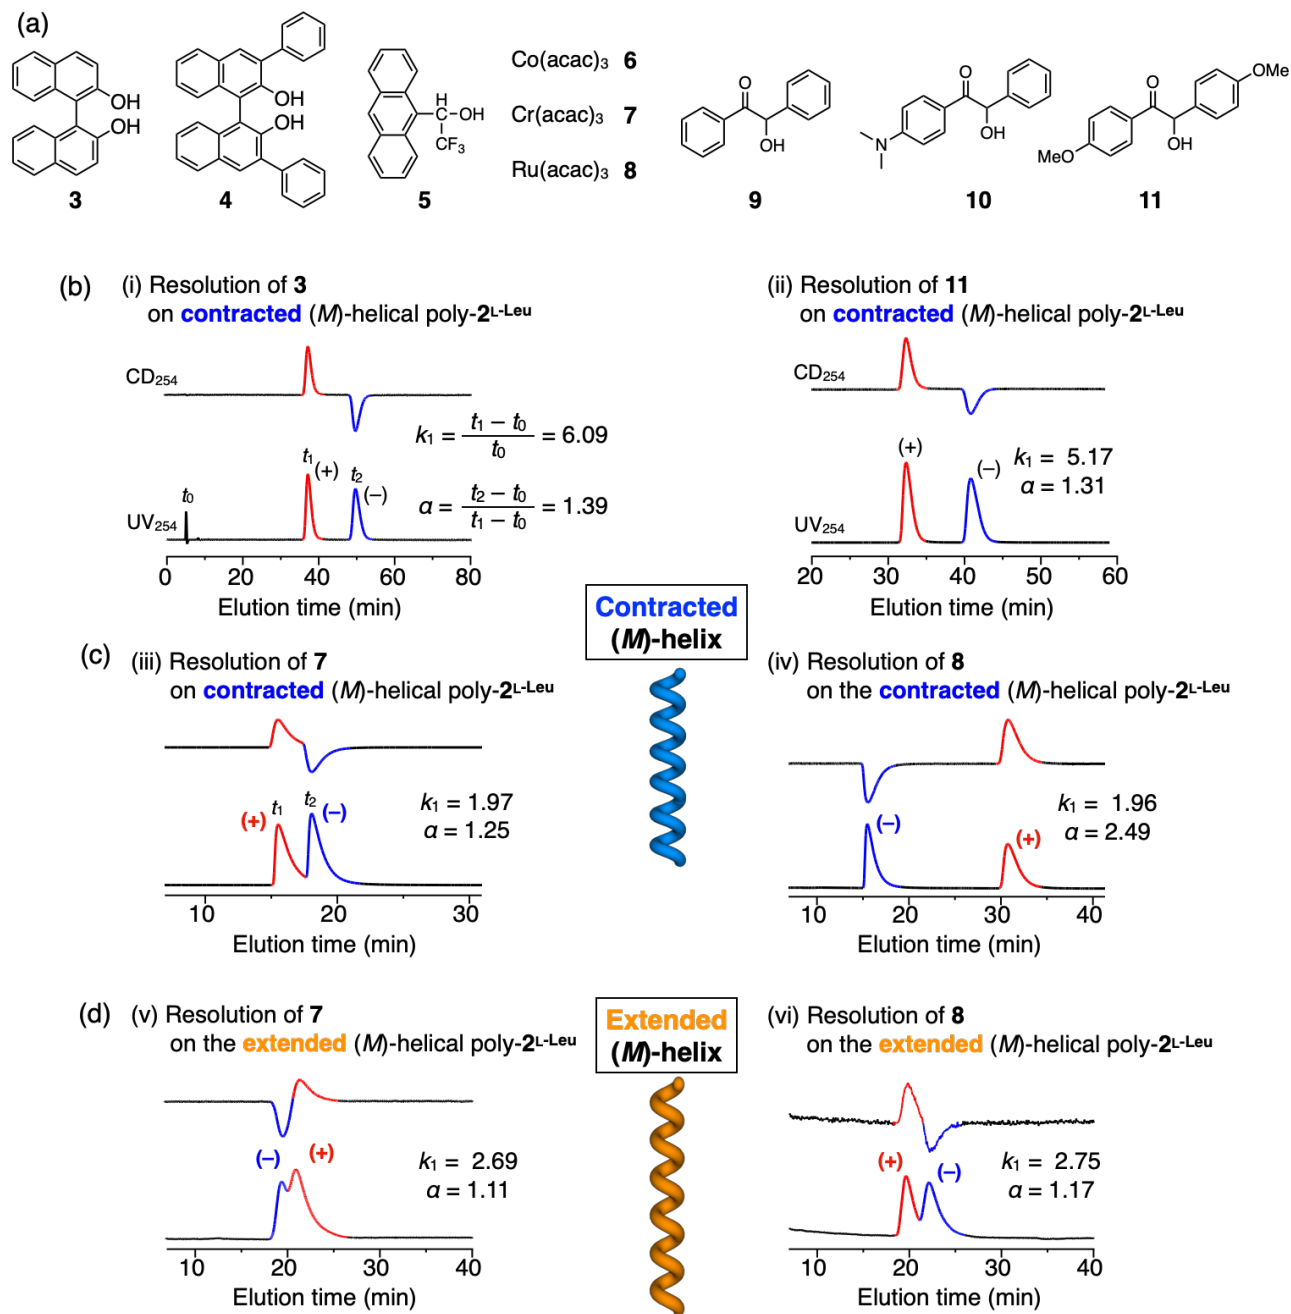 (a)
OH
OH
3
OH
OH
4
H
OH
CF₃
5
Co(acac)₃ 6
Cr(acac)₃ 7
Ru(acac)₃ 8
O
OH
9
O
OH
N
10
O
OMe
OH
MeO
11
(b) (i) Resolution of 3
on contracted (M)-helical poly-2L-Leu
CD₂₅₄
k₁ = (t₁ – t₀) / t₀ = 6.09
t₁ (+) t₂ (–)
t₀
α = (t₂ – t₀) / (t₁ – t₀) = 1.39
UV₂₅₄
0 20 40 60 80
Elution time (min)
(ii) Resolution of 11
on contracted (M)-helical poly-2L-Leu
CD₂₅₄
(+) (–)
k₁ = 5.17
α = 1.31
UV₂₅₄
20 30 40 50 60
Elution time (min)
Contracted
(M)-helix
(c) (iii) Resolution of 7
on contracted (M)-helical poly-2L-Leu
(+) t₁ t₂ (–)
k₁ = 1.97
α = 1.25
10 20 30
Elution time (min)
(iv) Resolution of 8
on the contracted (M)-helical poly-2L-Leu
(–) (+)
k₁ = 1.96
α = 2.49
10 20 30 40
Elution time (min)
(d) (v) Resolution of 7
on the extended (M)-helical poly-2L-Leu
(–) (+)
k₁ = 2.69
α = 1.11
10 20 30 40
Elution time (min)
Extended
(M)-helix
(vi) Resolution of 8
on the extended (M)-helical poly-2L-Leu
(+) (–)
k₁ = 2.75
α = 1.17
10 20 30 40
Elution time (min)